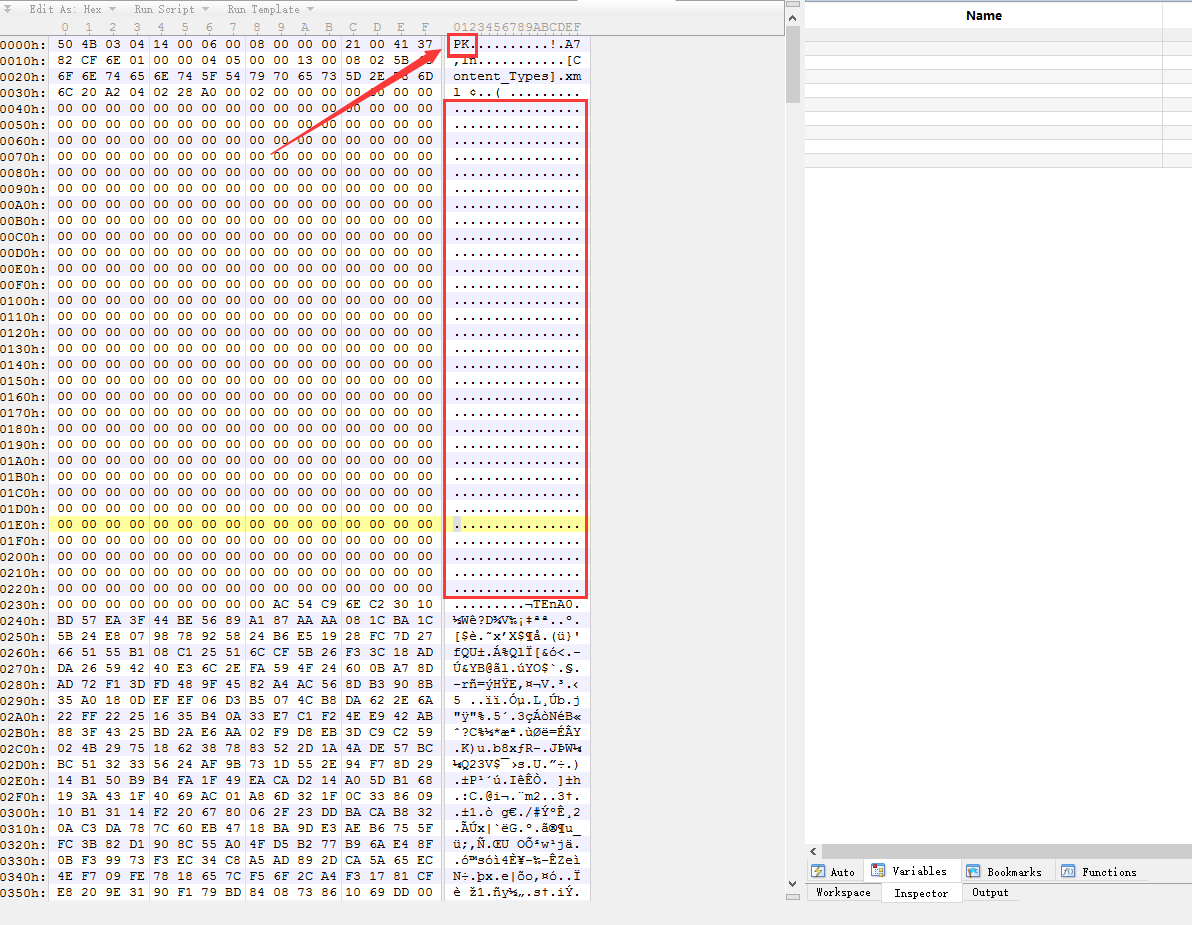 Edit As: Hex Run Script Run Template
0 1 2 3 4 5 6 7 8 9 A B C D E F 0123456789ABCDEF
0000h: 50 4B 03 04 14 00 06 00 08 00 00 00 21 00 41 37 PK..........!.A7
0010h: 82 CF 6E 01 00 00 04 05 00 00 13 00 08 02 5B ‚Ïn...........[C
0020h: 6F 6E 74 65 6E 74 5F 54 79 70 65 73 5D 2E 6D ontent_Types].xm
0030h: 6C 20 A2 04 02 28 A0 00 02 00 00 00 00 00 00 00 l ¢..( .........
0040h: 00 00 00 00 00 00 00 00 00 00 00 00 00 00 00 00 ................
0050h: 00 00 00 00 00 00 00 00 00 00 00 00 00 00 00 00 ................
0060h: 00 00 00 00 00 00 00 00 00 00 00 00 00 00 00 00 ................
0070h: 00 00 00 00 00 00 00 00 00 00 00 00 00 00 00 00 ................
0080h: 00 00 00 00 00 00 00 00 00 00 00 00 00 00 00 00 ................
0090h: 00 00 00 00 00 00 00 00 00 00 00 00 00 00 00 00 ................
00A0h: 00 00 00 00 00 00 00 00 00 00 00 00 00 00 00 00 ................
00B0h: 00 00 00 00 00 00 00 00 00 00 00 00 00 00 00 00 ................
00C0h: 00 00 00 00 00 00 00 00 00 00 00 00 00 00 00 00 ................
00D0h: 00 00 00 00 00 00 00 00 00 00 00 00 00 00 00 00 ................
00E0h: 00 00 00 00 00 00 00 00 00 00 00 00 00 00 00 00 ................
00F0h: 00 00 00 00 00 00 00 00 00 00 00 00 00 00 00 00 ................
0100h: 00 00 00 00 00 00 00 00 00 00 00 00 00 00 00 00 ................
0110h: 00 00 00 00 00 00 00 00 00 00 00 00 00 00 00 00 ................
0120h: 00 00 00 00 00 00 00 00 00 00 00 00 00 00 00 00 ................
0130h: 00 00 00 00 00 00 00 00 00 00 00 00 00 00 00 00 ................
0140h: 00 00 00 00 00 00 00 00 00 00 00 00 00 00 00 00 ................
0150h: 00 00 00 00 00 00 00 00 00 00 00 00 00 00 00 00 ................
0160h: 00 00 00 00 00 00 00 00 00 00 00 00 00 00 00 00 ................
0170h: 00 00 00 00 00 00 00 00 00 00 00 00 00 00 00 00 ................
0180h: 00 00 00 00 00 00 00 00 00 00 00 00 00 00 00 00 ................
0190h: 00 00 00 00 00 00 00 00 00 00 00 00 00 00 00 00 ................
01A0h: 00 00 00 00 00 00 00 00 00 00 00 00 00 00 00 00 ................
01B0h: 00 00 00 00 00 00 00 00 00 00 00 00 00 00 00 00 ................
01C0h: 00 00 00 00 00 00 00 00 00 00 00 00 00 00 00 00 ................
01D0h: 00 00 00 00 00 00 00 00 00 00 00 00 00 00 00 00 ................
01E0h: 00 00 00 00 00 00 00 00 00 00 00 00 00 00 00 00 ................
01F0h: 00 00 00 00 00 00 00 00 00 00 00 00 00 00 00 00 ................
0200h: 00 00 00 00 00 00 00 00 00 00 00 00 00 00 00 00 ................
0210h: 00 00 00 00 00 00 00 00 00 00 00 00 00 00 00 00 ................
0220h: 00 00 00 00 00 00 00 00 00 00 00 00 00 00 00 00 ................
0230h: 00 00 00 00 00 00 00 00 00 AC 54 C9 6E C2 30 10 .........¬TÉnÂ0.
0240h: BD 57 EA 3F 44 BE 56 89 A1 87 AA AA 08 1C BA 1C ½Wê?D¾V‰¡‡ªª..º.
0250h: 5B 24 E8 07 98 78 92 58 24 B6 E5 19 28 FC 7D 27 [$è.˜x’X$¶å.(ü}'
0260h: 66 51 55 B1 08 C1 25 51 6C CF 5B 26 F3 3C 18 AD fQU±.Á%QlÏ[&ó<.-
0270h: DA 26 59 42 40 E3 6C 2E FA 59 4F 24 60 0B A7 8D Ú&YB@ãl.úYO$`.§.
0280h: AD 72 F1 3D FD 48 9F 45 82 A4 AC 56 8D B3 90 8B -rñ=ýHŸE‚¤¬V.³.‹
0290h: 35 A0 18 0D EF EF 06 D3 B5 07 4C B8 DA 62 2E 6A 5 ..ïï.Óµ.L¸Úb.j
02A0h: 22 FF 22 25 16 35 B4 0A 33 E7 C1 F2 4E E9 42 AB "ÿ"%.5´.3çÁòNéB«
02B0h: 88 3F 43 25 BD 2A E6 AA 02 F9 D8 EB 3D C9 C2 59 ˆ?C%½*æª.ùØë=ÉÂY
02C0h: 02 4B 29 75 18 62 38 78 83 52 2D 1A 4A DE 57 BC .K)u.b8xƒR-.JÞW¼
02D0h: BC 51 32 33 56 24 AF 9B 73 1D 55 2E 94 F7 8D 29 ¼Q23V$¯›s.U.”÷.)
02E0h: 14 B1 50 B9 B4 FA 1F 49 EA CA D2 14 A0 5D B1 68 .±P¹´ú.IêÊÒ. ]±h
02F0h: 19 3A 43 1F 40 69 AC 01 A8 6D 32 1F 0C 33 86 09 .:C.@i¬.¨m2..3†.
0300h: 10 B1 31 14 F2 20 67 80 06 2F 23 DD BA CA B8 32 .±1.ò g€./#ÝºÊ¸2
0310h: 0A C3 DA 78 7C 60 EB 47 18 BA 9D E3 AE B6 75 5F .ÃÚx|`ëG.º.ã®¶u_
0320h: FC 3B 82 D1 90 8C 55 A0 4F D5 B2 77 B9 6A E4 8F ü;‚Ñ.ŒU OÕ²w¹jä.
0330h: 0B F3 99 73 F3 EC 34 C8 A5 AD 89 2D CA 5A 65 EC .ó™sóì4È¥-‰-ÊZeì
0340h: 4E F7 09 FE 78 18 65 7C F5 6F 2C A4 F3 17 81 CF N÷.þx.e|õo,¤ó..Ï
0350h: E8 20 9E 31 90 F1 79 BD 84 08 73 86 10 69 DD 00 è ž1.ñy½„.s†.iÝ.
Name
Auto Variables Bookmarks Functions
Workspace Inspector Output